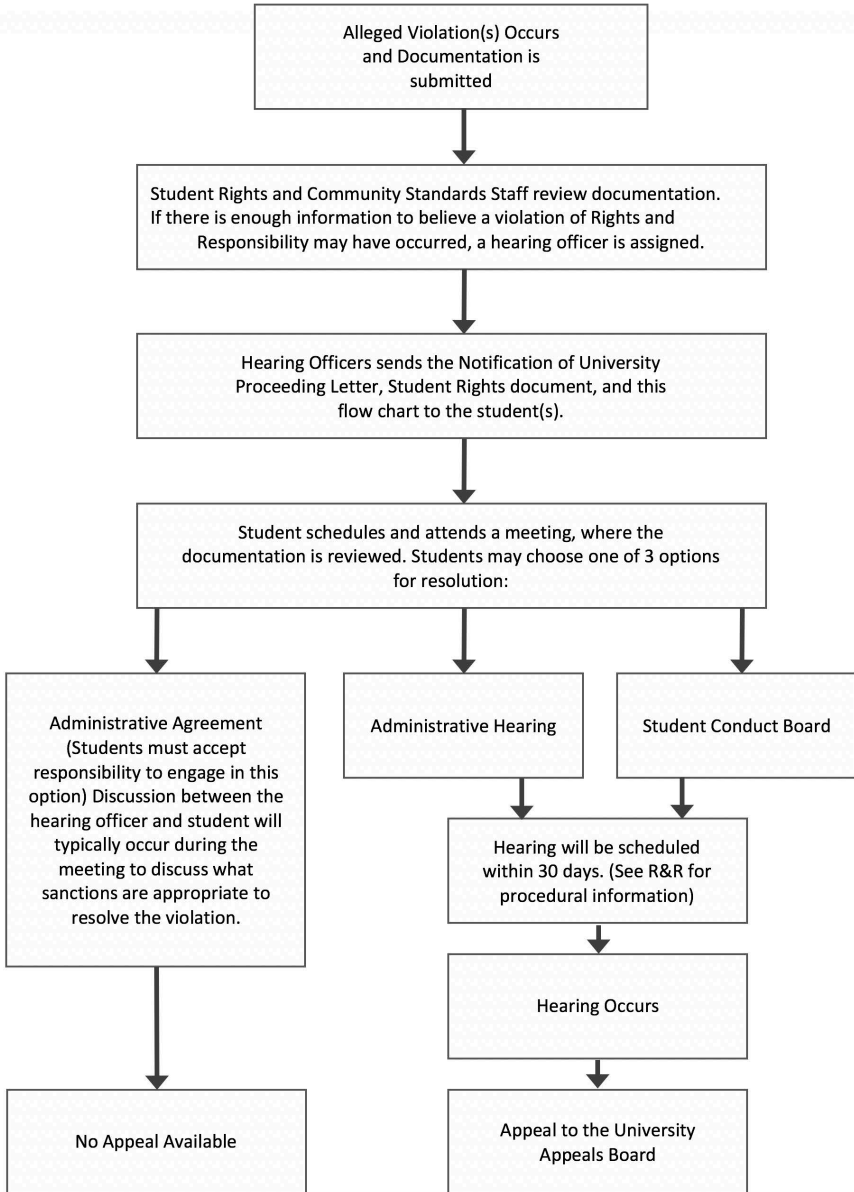 Alleged Violation(s) Occurs
and Documentation is
submitted
Student Rights and Community Standards Staff review documentation.
If there is enough information to believe a violation of Rights and
Responsibility may have occurred, a hearing officer is assigned.
Hearing Officers sends the Notification of University
Proceeding Letter, Student Rights document, and this
flow chart to the student(s).
Student schedules and attends a meeting, where the
documentation is reviewed. Students may choose one of 3 options
for resolution:
Administrative Agreement
(Students must accept
responsibility to engage in this
option) Discussion between the
hearing officer and student will
typically occur during the
meeting to discuss what
sanctions are appropriate to
resolve the violation.
Administrative Hearing
Student Conduct Board
Hearing will be scheduled
within 30 days. (See R&R for
procedural information)
Hearing Occurs
No Appeal Available
Appeal to the University
Appeals Board